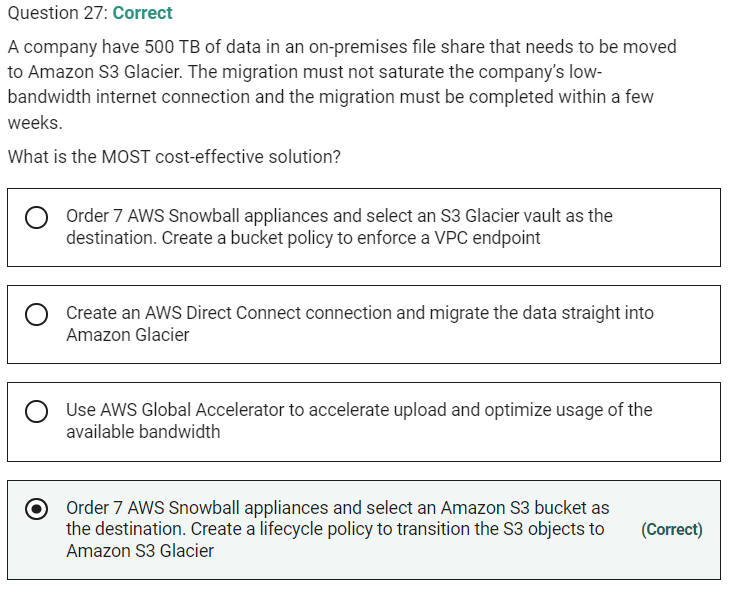 Question 27: Correct
A company have 500 TB of data in an on-premises file share that needs to be moved
to Amazon S3 Glacier. The migration must not saturate the company's low-
bandwidth internet connection and the migration must be completed within a few
weeks.
What is the MOST cost-effective solution?
Order 7 AWS Snowball appliances and select an S3 Glacier vault as the
destination. Create a bucket policy to enforce a VPC endpoint
Create an AWS Direct Connect connection and migrate the data straight into
Amazon Glacier
Use AWS Global Accelerator to accelerate upload and optimize usage of the
available bandwidth
Order 7 AWS Snowball appliances and select an Amazon S3 bucket as
the destination. Create a lifecycle policy to transition the S3 objects to
Amazon S3 Glacier
(Correct)